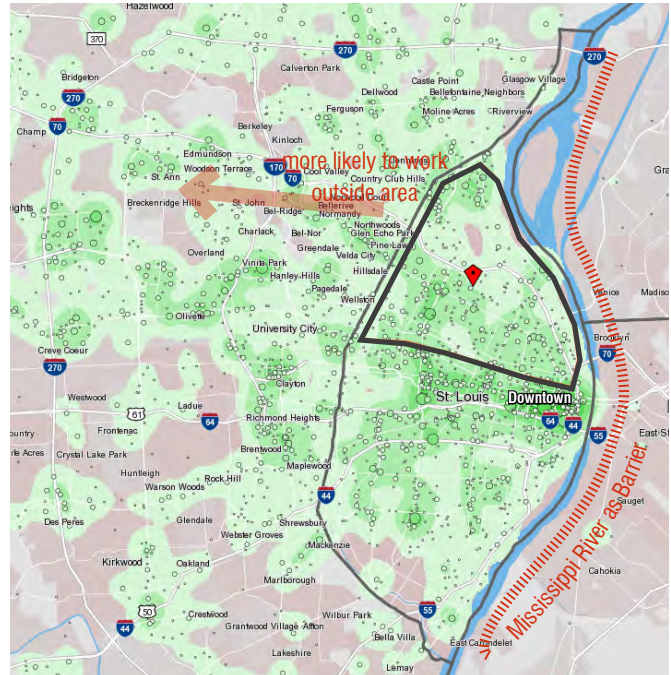 Hazelwood
370
270
270
Calverton Park
Glasgow Village
Bridgeton
Castle Point
Dellwood
Bellefontaine Neighbors
270
Ferguson
Moline Acres
Riverview
70
Champ
Berkeley
Kinloch
Edmundson
more likely to work
170
Woodson Terrace
St. Ann
70
Cool Valley
Country Club Hills
outside area
Breckenridge Hills
St. John
Bellerive
Bel-Ridge
Normandy
Northwoods
Charlack
Bel-Nor
Glen Echo Park
Greendale
Pine-Lawn
Overland
Velda City
Vinita Park
Hillsdale
Hanley Hills
Pagedale
Wellston
Venice
Olivette
University City
Brooklyn
Creve Coeur
70
270
Clayton
Westwood
St. Louis
Downtown
61
Ladue
64
Richmond Heights
64
44
Frontenac
55
East-St
Brentwood
Crystal Lake Park
Maplewood
Huntleigh
Rock Hill
Warson Woods
44
Sauget
Des Peres
Glendale
Shrewsbury
Webster Groves
Mackenzie
Mississippi River as Barrier
Kirkwood
Oakland
Cahokia
Marlborough
50
55
Crestwood
Wilbur Park
44
Grantwood Village
Affton
Bella Villa
East Carondelet
Lakeshire
Lemay